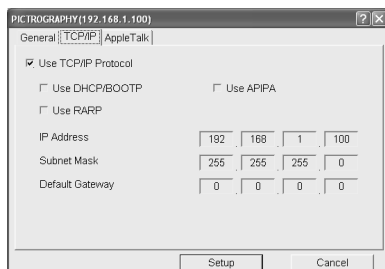 PICTROGRAPHY(192.168.1.100)
General TCP/IP AppleTalk
Use TCP/IP Protocol
Use DHCP/BOOTP Use APIPA
Use RARP
IP Address 192 . 168 . 1 . 100
Subnet Mask 255 . 255 . 255 . 0
Default Gateway 0 . 0 . 0 . 0
Setup Cancel